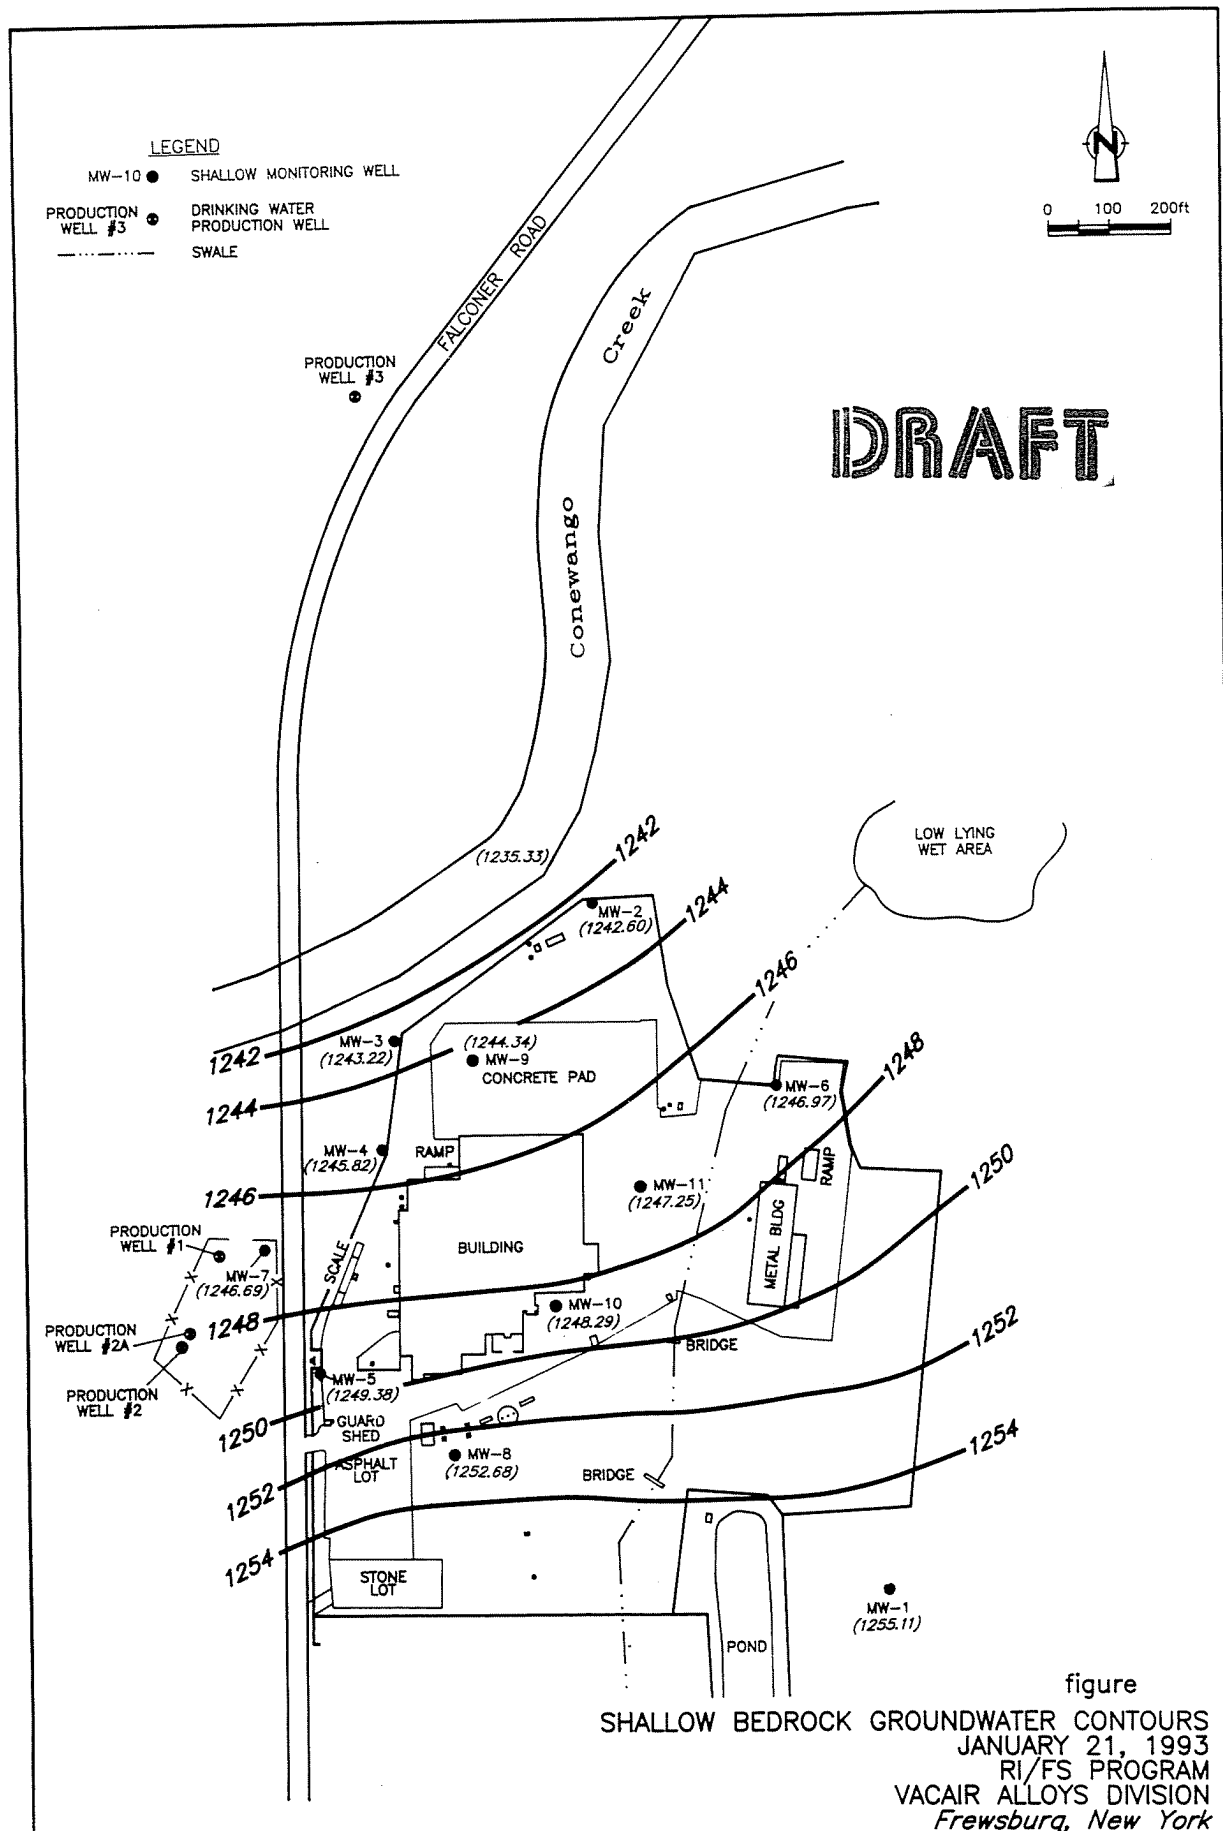 LEGEND
MW-10
SHALLOW MONITORING WELL
PRODUCTION
WELL #3
DRINKING WATER
PRODUCTION WELL
SWALE
N
0 100 200ft
FALCONER ROAD
Creek
PRODUCTION
WELL #3
DRAFT
Conewango
(1235.33)
1242
LOW LYING
WET AREA
MW-2
(1242.60)
1244
1246
MW-3
(1243.22)
(1244.34)
MW-9
CONCRETE PAD
1242
1248
MW-6
(1246.97)
1244
MW-4
(1245.82)
RAMP
RAMP
1250
MW-11
(1247.25)
1246
PRODUCTION
WELL #1
MW-7
(1246.69)
SCALE
BUILDING
METAL BLDG
1248
MW-10
(1248.29)
PRODUCTION
WELL #2A
BRIDGE
1252
PRODUCTION
WELL #2
MW-5
(1249.38)
1250
GUARD
SHED
MW-8
(1252.68)
ASPHALT
LOT
BRIDGE
1254
1252
1254
STONE
LOT
MW-1
(1255.11)
POND
figure
SHALLOW BEDROCK GROUNDWATER CONTOURS
JANUARY 21, 1993
RI/FS PROGRAM
VACAIR ALLOYS DIVISION
Frewsburg, New York